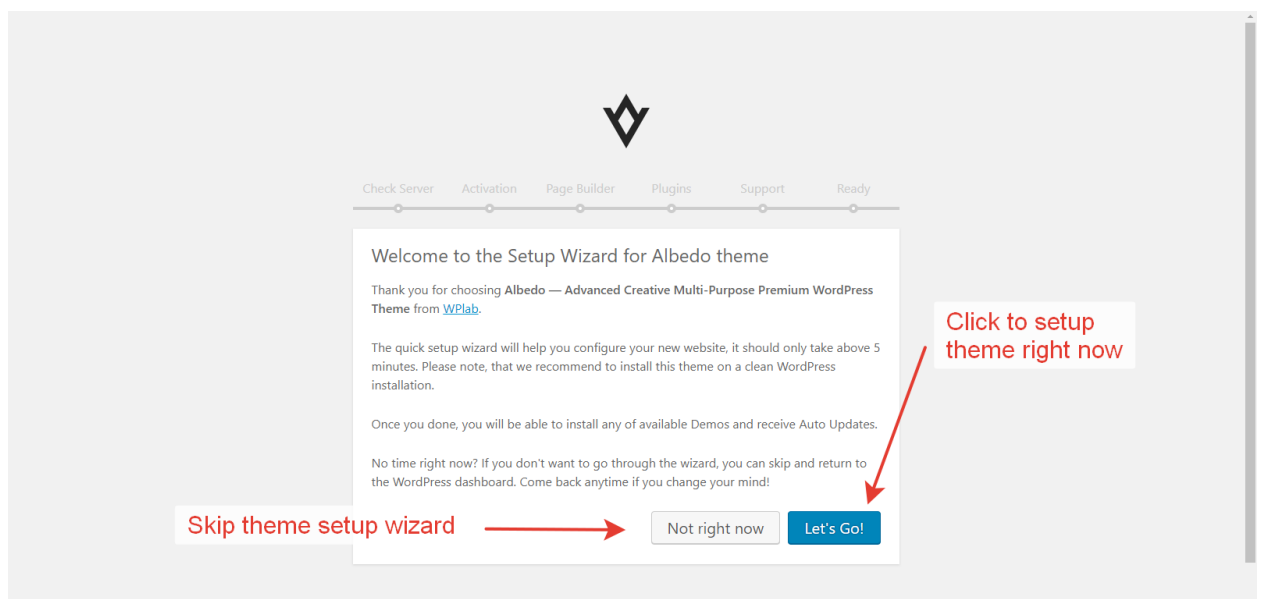 Check Server Activation Page Builder Plugins Support Ready
Welcome to the Setup Wizard for Albedo theme
Thank you for choosing Albedo — Advanced Creative Multi-Purpose Premium WordPress
Theme from WPlab.
The quick setup wizard will help you configure your new website, it should only take above 5
minutes. Please note, that we recommend to install this theme on a clean WordPress
installation.
Once you done, you will be able to install any of available Demos and receive Auto Updates.
No time right now? If you don't want to go through the wizard, you can skip and return to
the WordPress dashboard. Come back anytime if you change your mind!
Not right now
Let's Go!
Click to setup
theme right now
Skip theme setup wizard